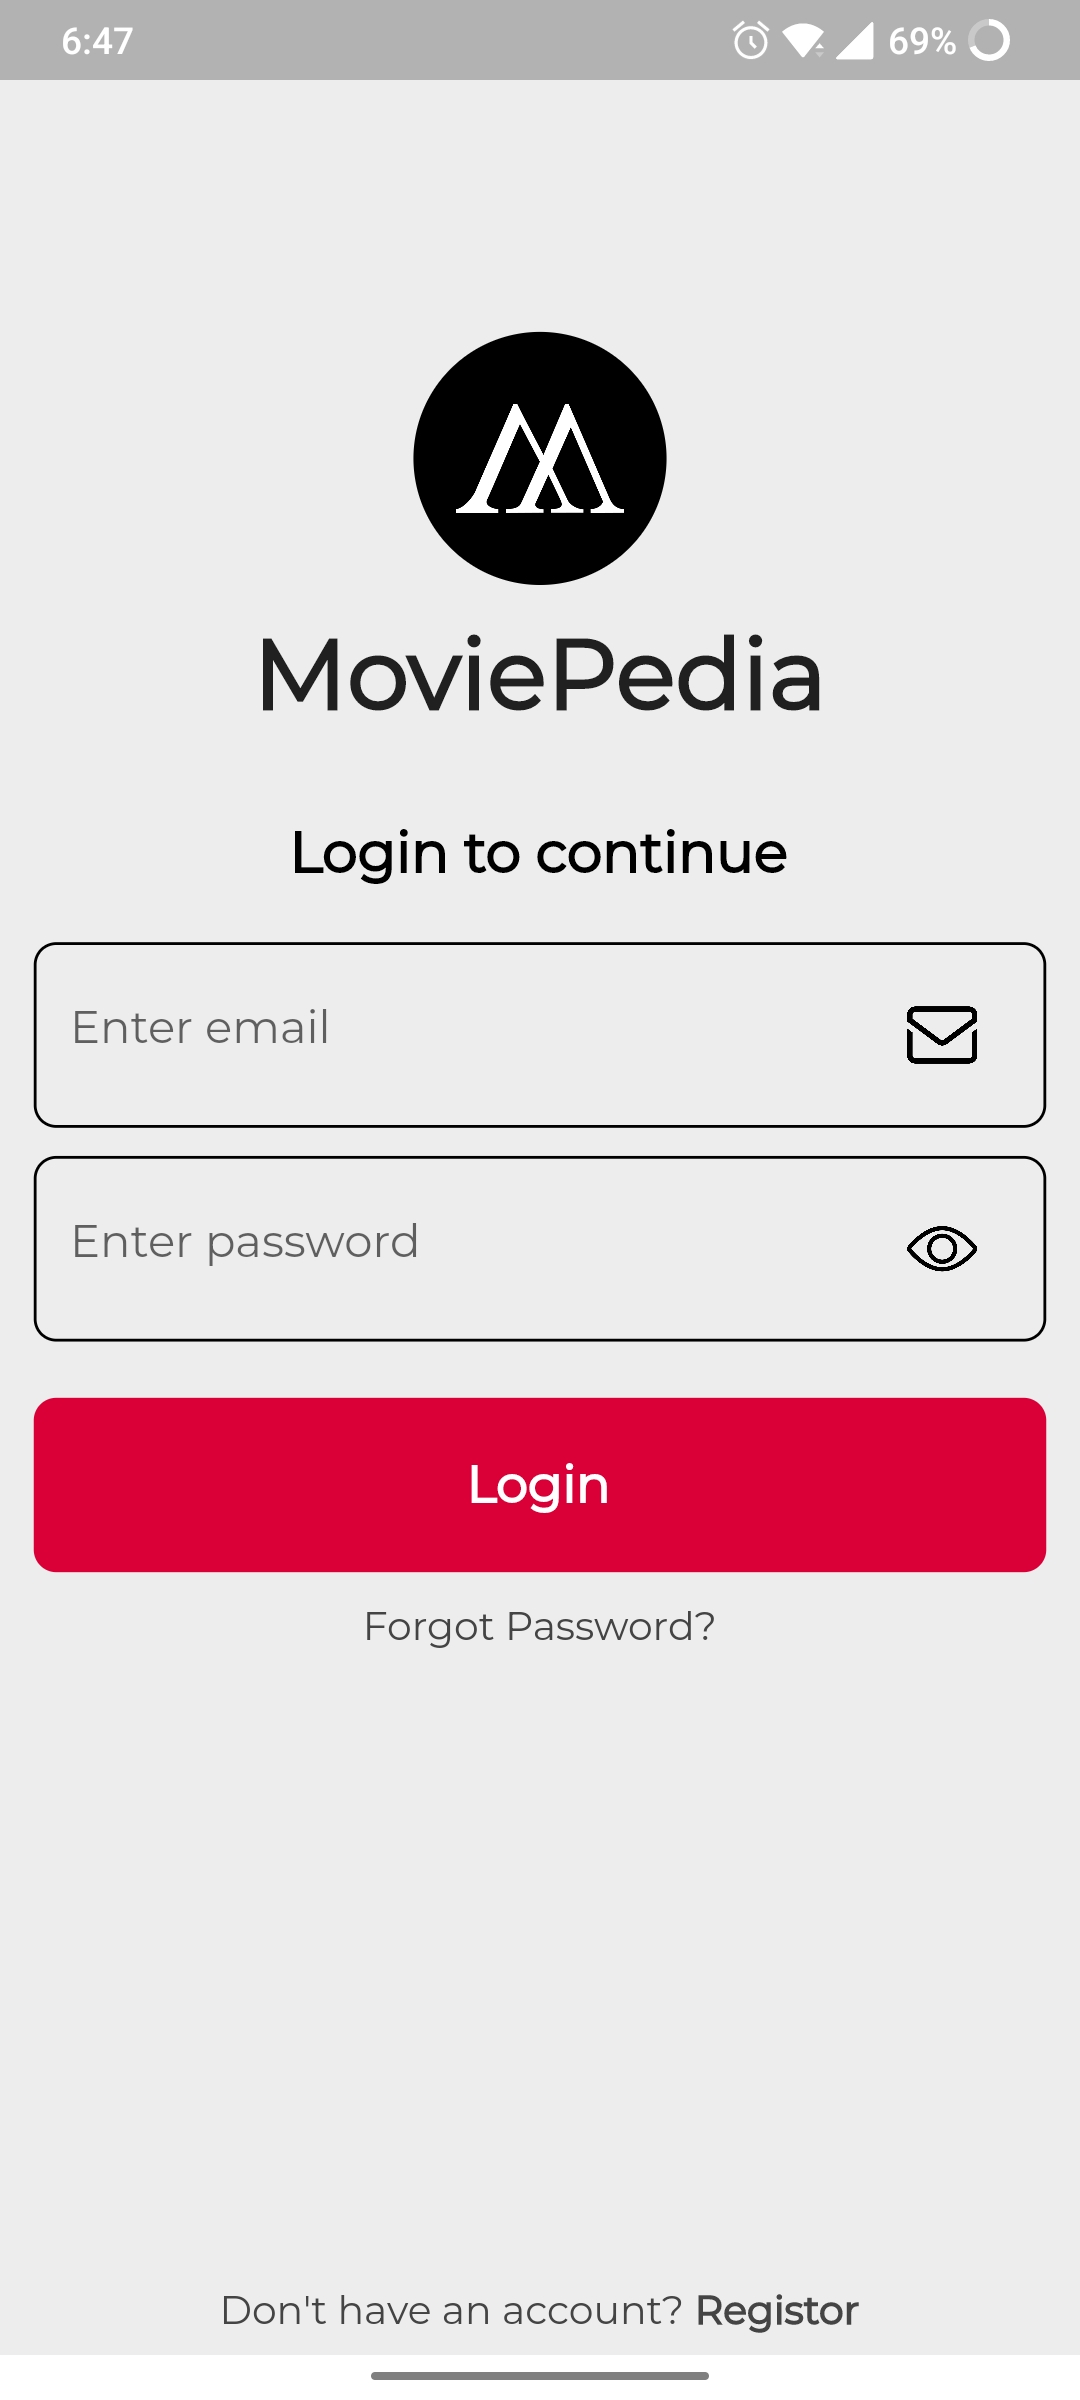 6:47 69%
M
MoviePedia
Login to continue
Enter email
Enter password
Login
Forgot Password?
Don't have an account? Registor